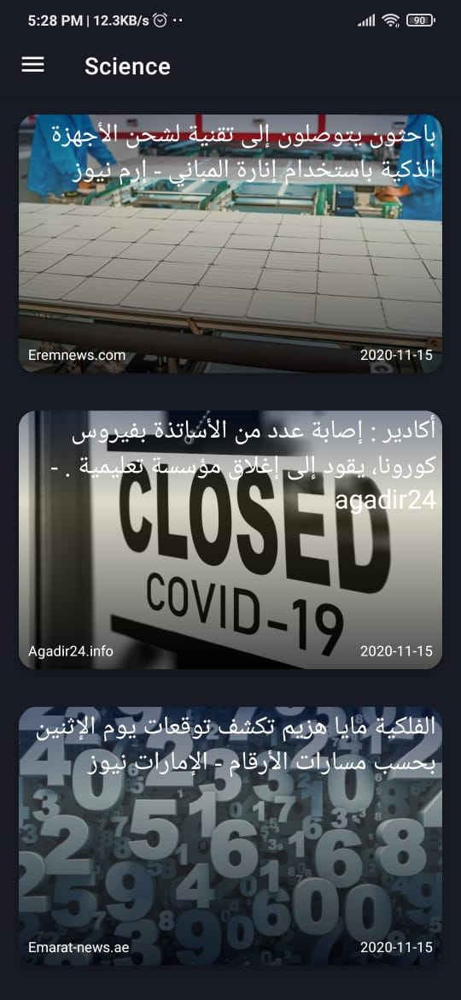 5:28 PM | 12.3KB/s
90
Science
باحثون يتوصلون إلى تقنية لشحن الأجهزة
الذكية باستخدام إنارة المباني - إرم نيوز
Eremnews.com
2020-11-15
أكادير : إصابة عدد من الأساتذة بفيروس
كورونا، يقود إلى إغلاق مؤسسة تعليمية . -
agadir24
CLOSED
COVID-19
Agadir24.info
2020-11-15
الفلكية مايا هزيم تكشف توقعات يوم الإثنين
بحسب مسارات الأرقام - الإمارات نيوز
Emarat-news.ae
2020-11-15